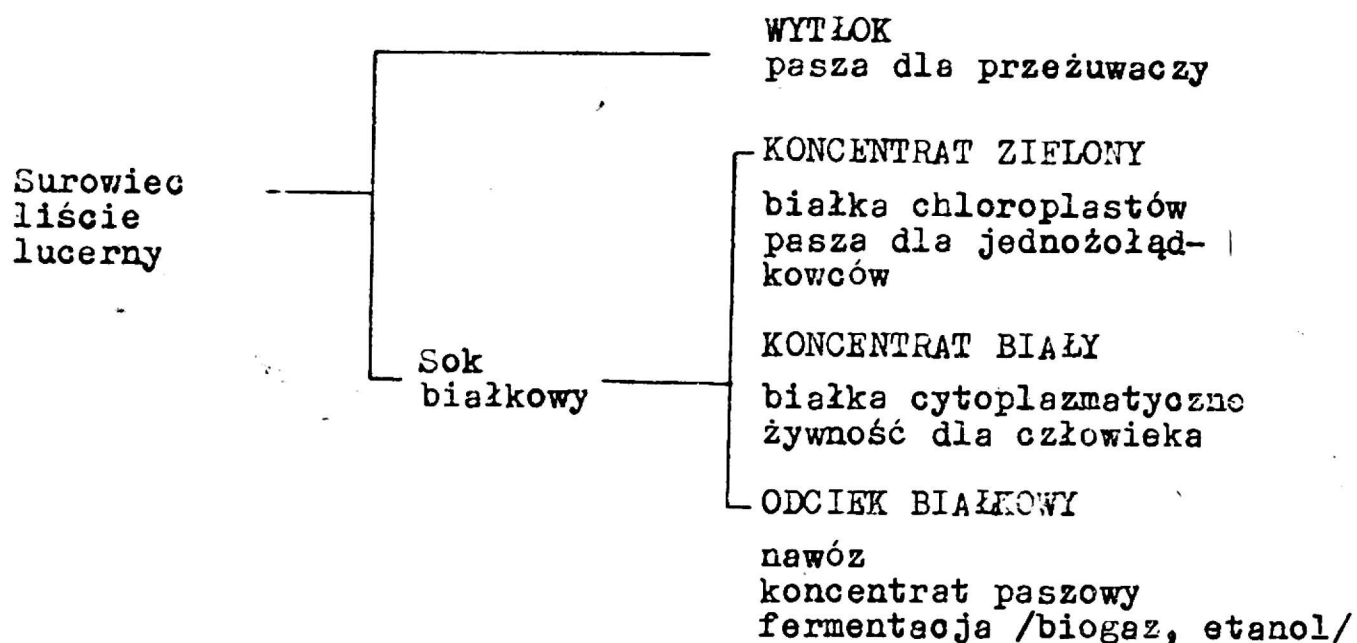 WYTŁOK
pasza dla przeżuwaczy
Surowiec
liście
lucerny
KONCENTRAT ZIELONY
białka chloroplastów
pasza dla jednożołąd-
kowców
Sok
białkowy
KONCENTRAT BIAŁY
białka cytoplazmatyczne
żywność dla człowieka
ODCIEK BIAŁKOWY
nawóz
koncentrat paszowy
fermentacja /biogaz, etanol/